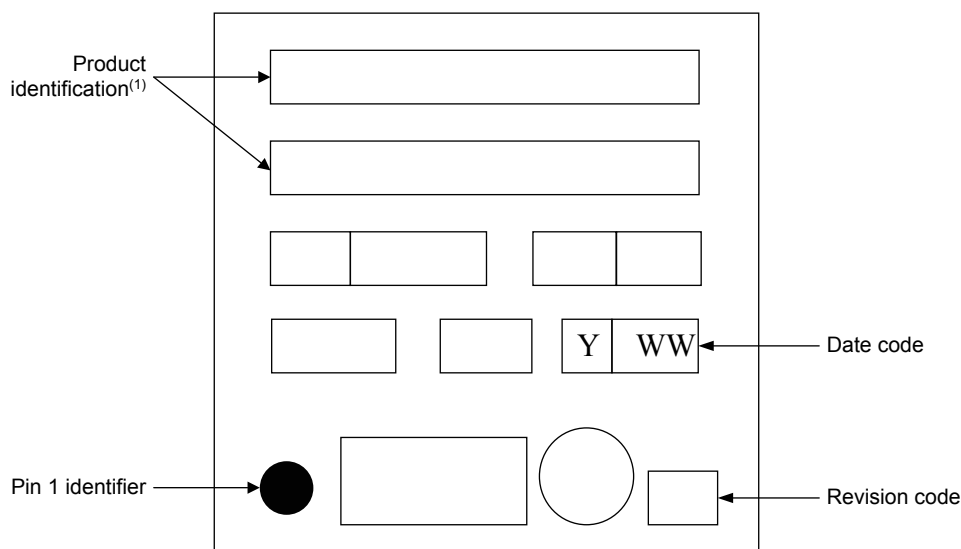 Product
identification(1)
Y WW
Date code
Pin 1 identifier
Revision code